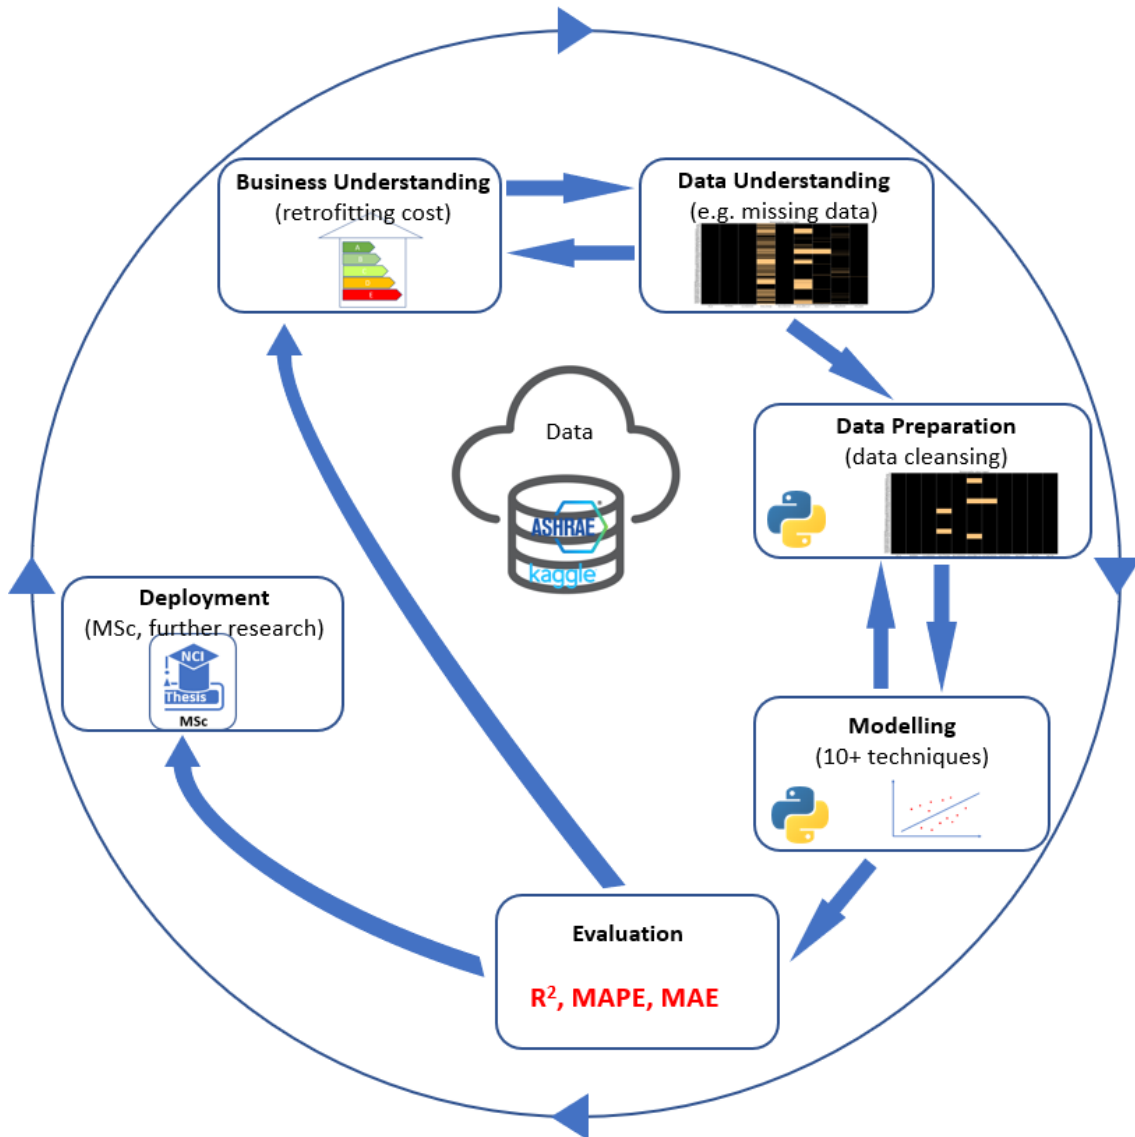 Business Understanding
(retrofitting cost)
A
B
C
D
E
Data Understanding
(e.g. missing data)
Data
ASHRAE
kaggle
Data Preparation
(data cleansing)
Deployment
(MSc, further research)
NCI
Thesis
MSc
Modelling
(10+ techniques)
Evaluation
R², MAPE, MAE